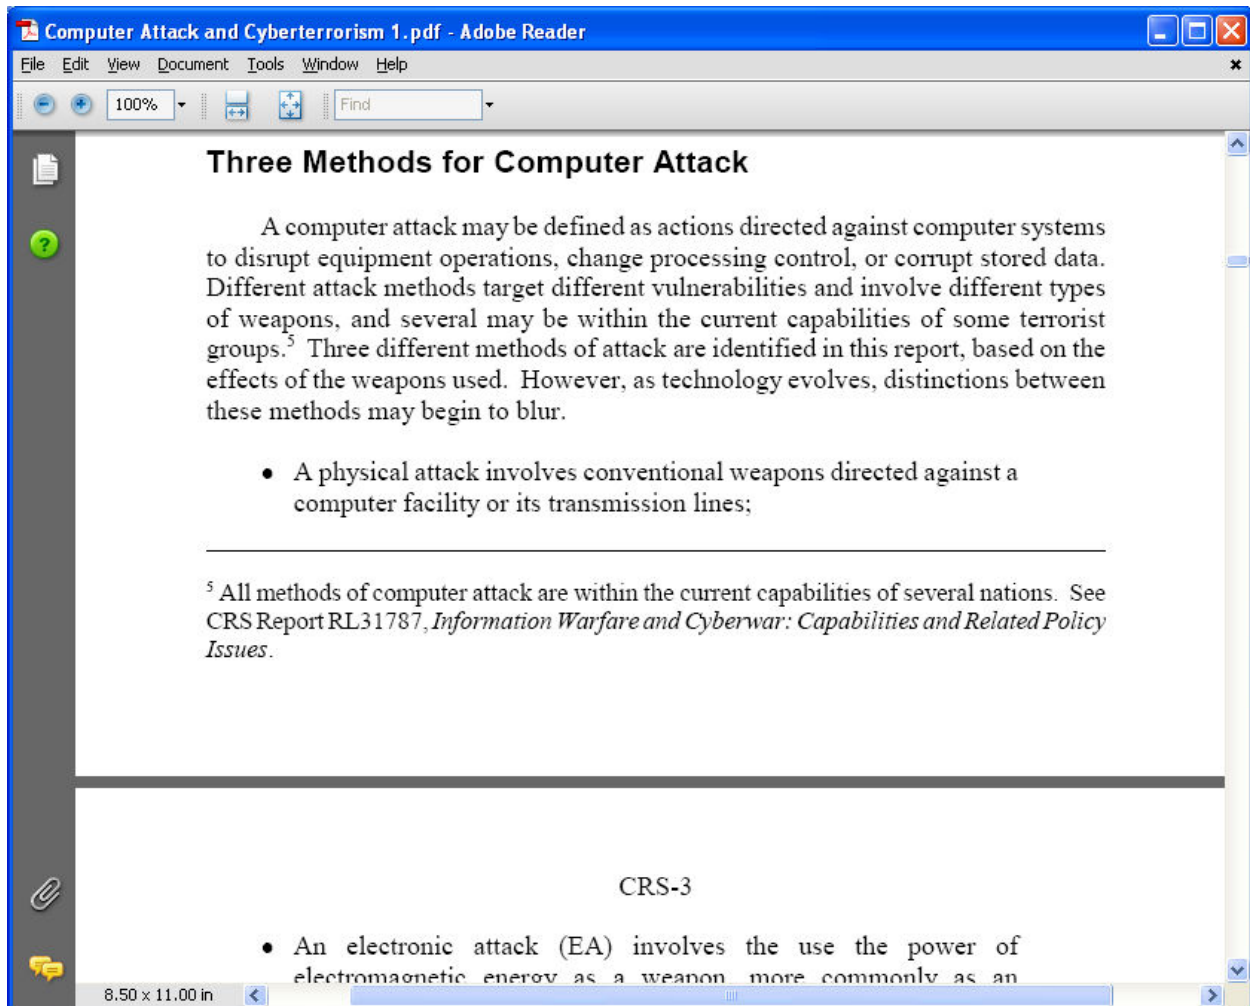 Computer Attack and Cyberterrorism 1.pdf - Adobe Reader
File Edit View Document Tools Window Help
100% Find
Three Methods for Computer Attack
A computer attack may be defined as actions directed against computer systems
to disrupt equipment operations, change processing control, or corrupt stored data.
Different attack methods target different vulnerabilities and involve different types
of weapons, and several may be within the current capabilities of some terrorist
groups.5 Three different methods of attack are identified in this report, based on the
effects of the weapons used. However, as technology evolves, distinctions between
these methods may begin to blur.
• A physical attack involves conventional weapons directed against a
computer facility or its transmission lines;
5 All methods of computer attack are within the current capabilities of several nations. See
CRS Report RL31787, Information Warfare and Cyberwar: Capabilities and Related Policy
Issues.
CRS-3
• An electronic attack (EA) involves the use the power of
electromagnetic energy as a weapon, more commonly as an
8.50 x 11.00 in